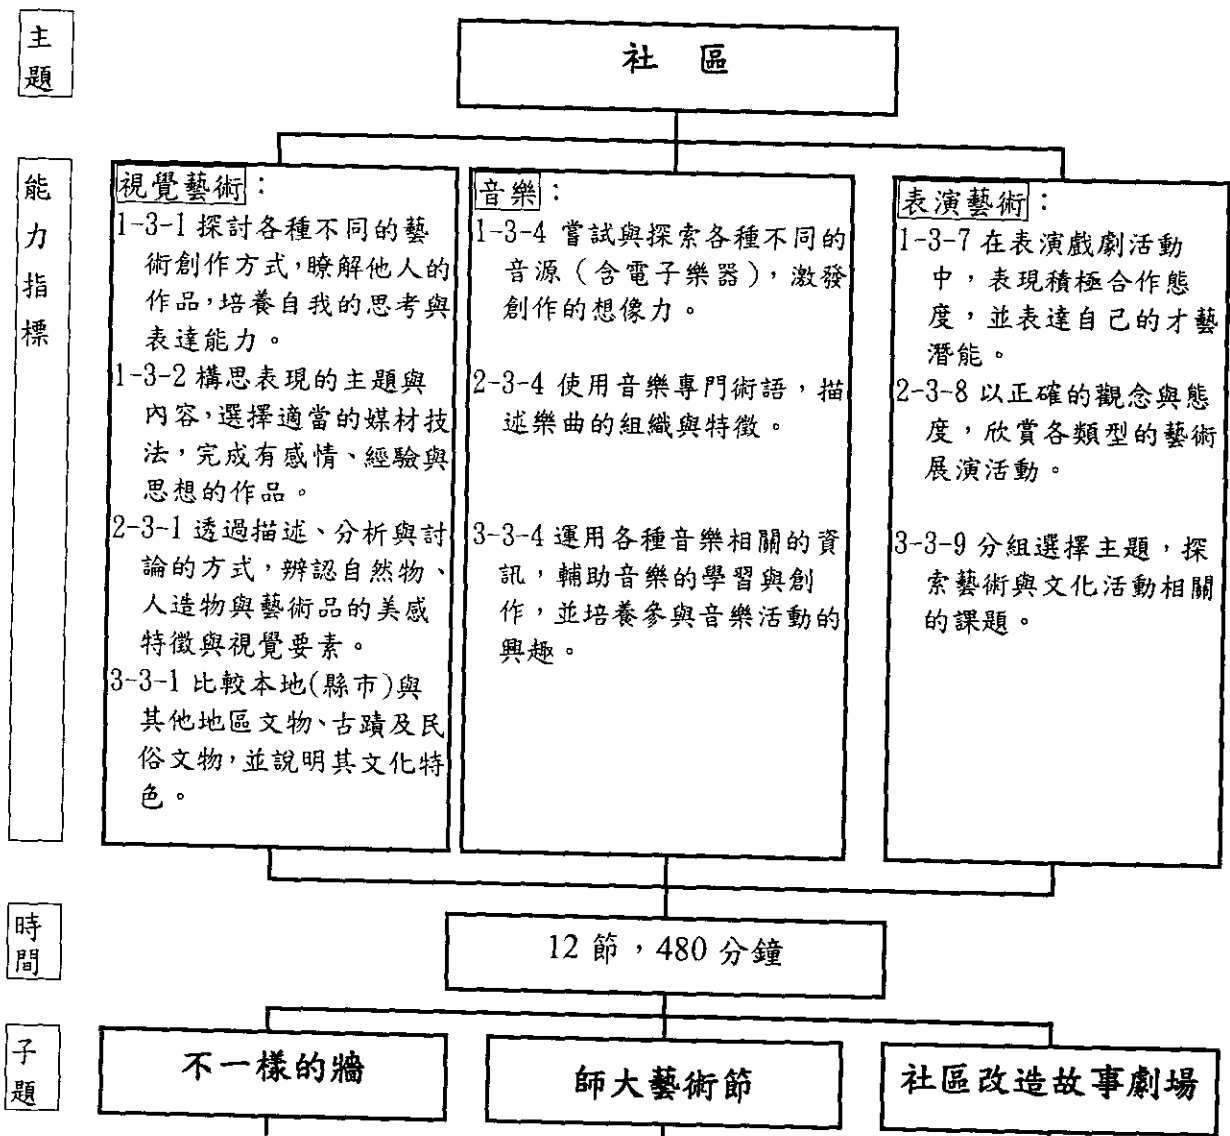 主題
社 區
能力指標
視覺藝術：
1-3-1 探討各種不同的藝
術創作方式，瞭解他人的
作品，培養自我的思考與
表達能力。
1-3-2 構思表現的主題與
內容，選擇適當的媒材技
法，完成有感情、經驗與
思想的作品。
2-3-1 透過描述、分析與討
論的方式，辨認自然物、
人造物與藝術品的美感
特徵與視覺要素。
3-3-1 比較本地(縣市)與
其他地區文物、古蹟及民
俗文物，並說明其文化特
色。
音樂：
1-3-4 嘗試與探索各種不同的
音源（含電子樂器），激發
創作的想像力。
2-3-4 使用音樂專門術語，描
述樂曲的組織與特徵。
3-3-4 運用各種音樂相關的資
訊，輔助音樂的學習與創
作，並培養參與音樂活動的
興趣。
表演藝術：
1-3-7 在表演戲劇活動
中，表現積極合作態
度，並表達自己的才藝
潛能。
2-3-8 以正確的觀念與態
度，欣賞各類型的藝術
展演活動。
3-3-9 分組選擇主題，探
索藝術與文化活動相關
的課題。
時間
12 節，480 分鐘
子題
不一樣的牆
師大藝術節
社區改造故事劇場